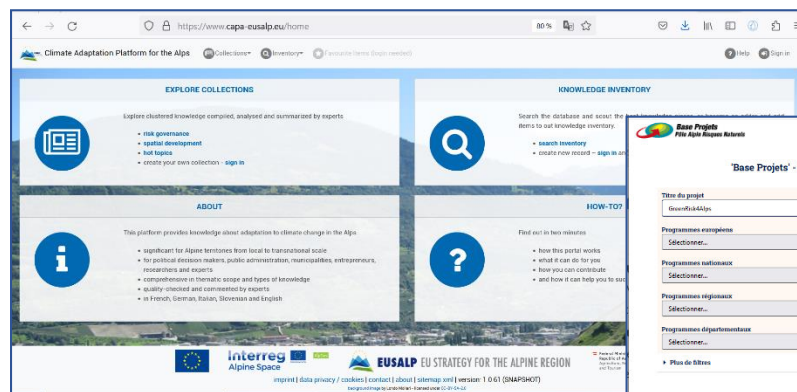 https://www.capa-eusalp.eu/home
80 %
Climate Adaptation Platform for the Alps
Collections
Inventory
Favourite items (login needed)
Help
Sign in
EXPLORE COLLECTIONS
Explore clustered knowledge compiled, analysed and summarized by experts
• risk governance
• spatial development
• hot topics
• create your own collection - sign in
KNOWLEDGE INVENTORY
Search the database and scout the
items to our knowledge inventory.
• search inventory
• create new record – sign in an
ABOUT
This platform provides knowledge about adaptation to climate change in the Alps
• significant for Alpine territories from local to transnational scale
• for political decision makers, public administration, municipalities, entrepreneurs,
researchers and experts
• comprehensive in thematic scope and types of knowledge
• quality-checked and commented by experts
• in French, German, Italian, Slovenian and English
HOW-TO?
Find out in two minutes
• how this portal works
• what it can do for you
• how you can contribute
• and how it can help you to suc
Base Projets
Pôle Alpin Risques Naturels
'Base Projets' -
Titre du projet
GreenRisk4Alps
Programmes européens
Sélectionner...
Programmes nationaux
Sélectionner...
Programmes régionaux
Sélectionner...
Programmes départementaux
Sélectionner...
Plus de filtres
Interreg
Alpine Space
EUSALP EU STRATEGY FOR THE ALPINE REGION
imprint | data privacy / cookies | contact | about | sitemap xml | version: 1.0.61 (SNAPSHOT)